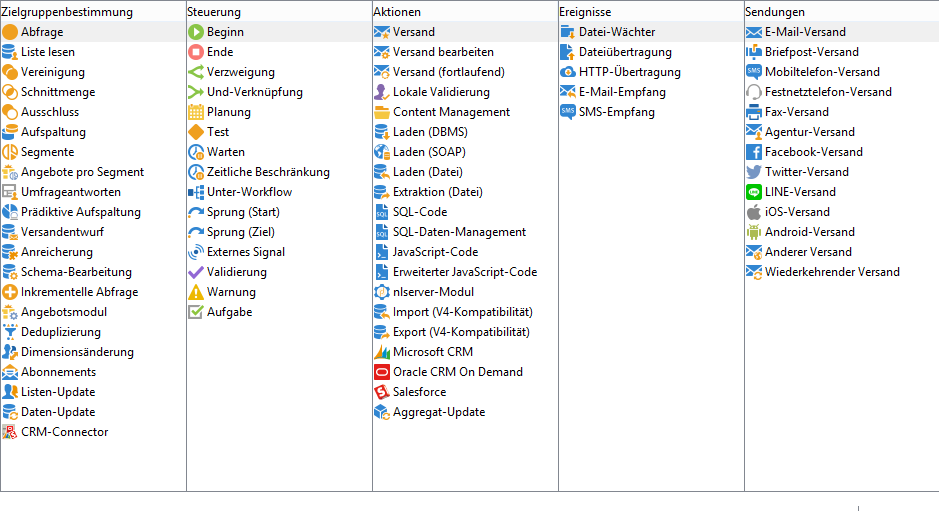 Zielgruppenbestimmung
Abfrage
Liste lesen
Vereinigung
Schnittmenge
Ausschluss
Aufspaltung
Segmente
Angebote pro Segment
Umfrageantworten
Prädiktive Aufspaltung
Versandentwurf
Anreicherung
Schema-Bearbeitung
Inkrementelle Abfrage
Angebotsmodul
Deduplizierung
Dimensionsänderung
Abonnements
Listen-Update
Daten-Update
CRM-Connector
Steuerung
Beginn
Ende
Verzweigung
Und-Verknüpfung
Planung
Test
Warten
Zeitliche Beschränkung
Unter-Workflow
Sprung (Start)
Sprung (Ziel)
Externes Signal
Validierung
Warnung
Aufgabe
Aktionen
Versand
Versand bearbeiten
Versand (fortlaufend)
Lokale Validierung
Content Management
Laden (DBMS)
Laden (SOAP)
Laden (Datei)
Extraktion (Datei)
SQL
SQL-Code
SQL
SQL-Daten-Management
JavaScript-Code
Erweiterter JavaScript-Code
nlserver-Modul
Import (V4-Kompatibilität)
Export (V4-Kompatibilität)
Microsoft CRM
Oracle CRM On Demand
Salesforce
Aggregat-Update
Ereignisse
Datei-Wächter
Dateiübertragung
HTTP-Übertragung
E-Mail-Empfang
SMS
SMS-Empfang
Sendungen
E-Mail-Versand
Briefpost-Versand
SMS
Mobiltelefon-Versand
Festnetztelefon-Versand
Fax-Versand
Agentur-Versand
Facebook-Versand
Twitter-Versand
LINE-Versand
iOS-Versand
Android-Versand
Anderer Versand
Wiederkehrender Versand